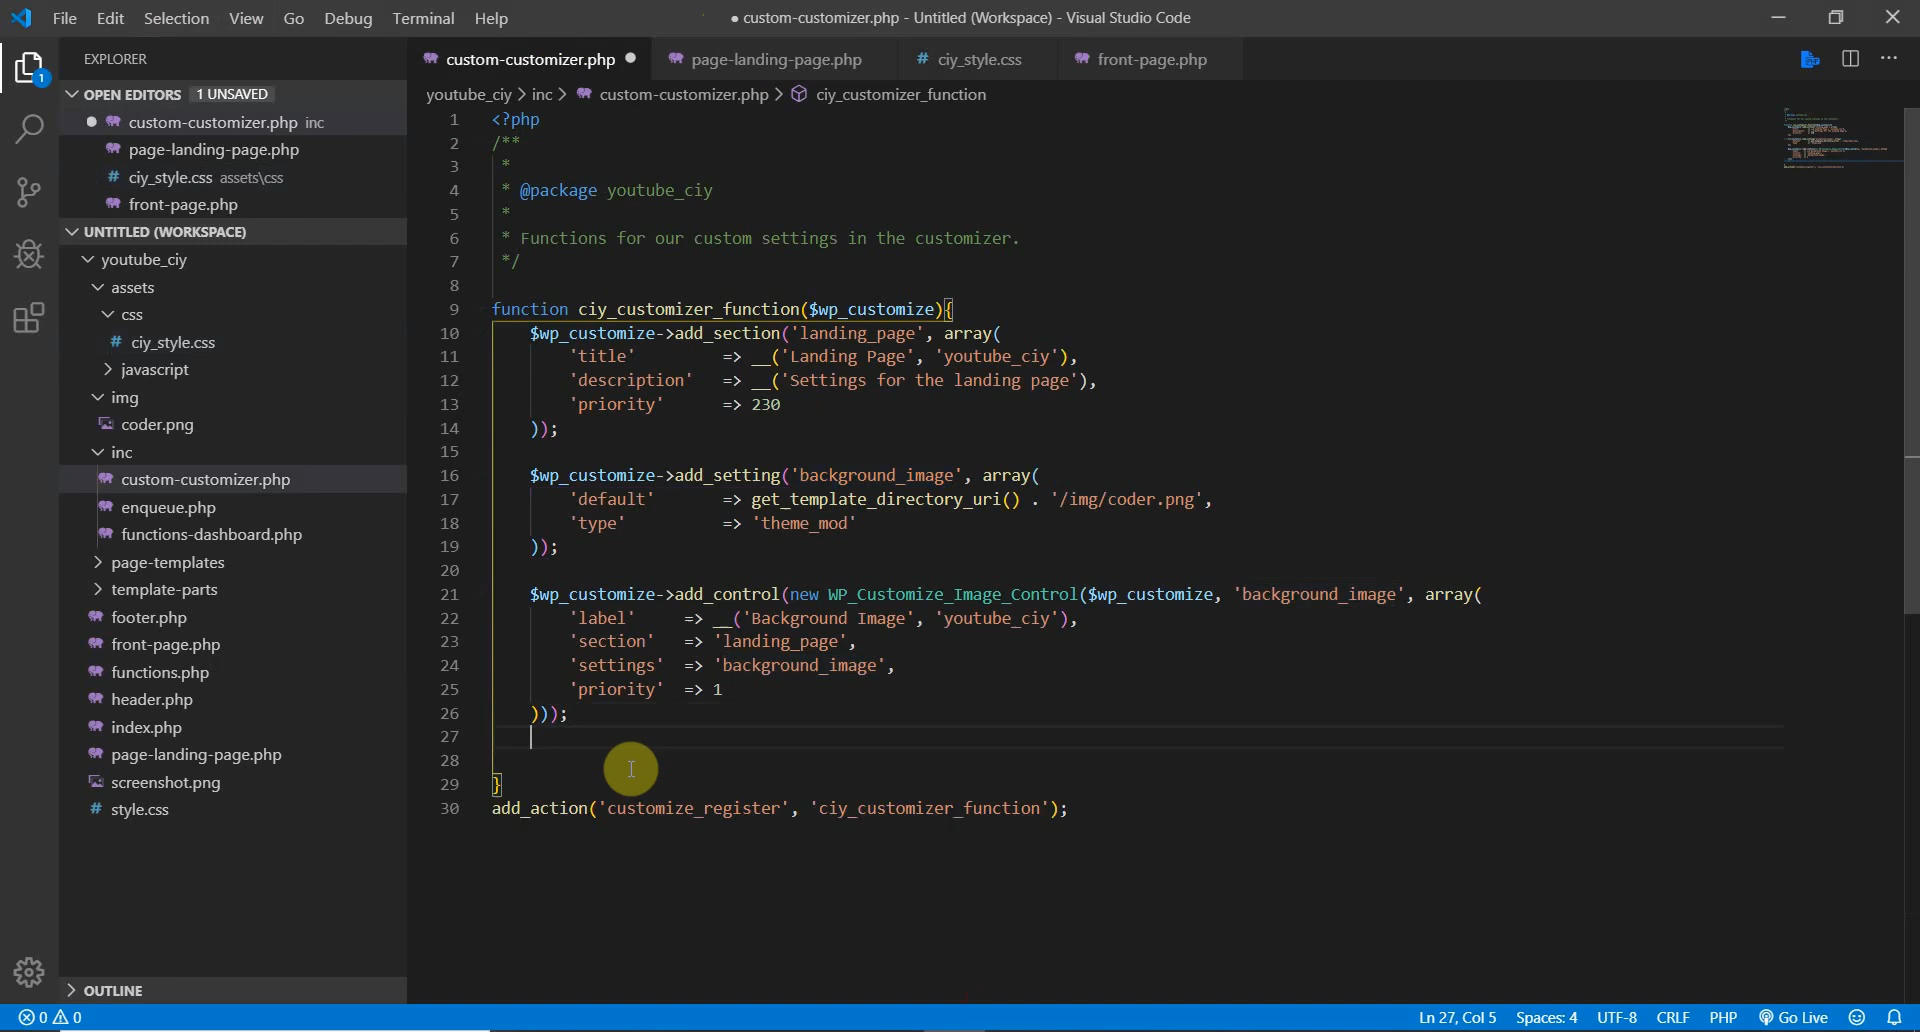 File Edit Selection View Go Debug Terminal Help
● custom-customizer.php - Untitled (Workspace) - Visual Studio Code
EXPLORER
1
OPEN EDITORS 1 UNSAVED
custom-customizer.php inc
page-landing-page.php
# ciy_style.css assets\css
front-page.php
UNTITLED (WORKSPACE)
youtube_ciy
assets
css
# ciy_style.css
javascript
img
coder.png
inc
custom-customizer.php
enqueue.php
functions-dashboard.php
page-templates
template-parts
footer.php
front-page.php
functions.php
header.php
index.php
page-landing-page.php
screenshot.png
# style.css
OUTLINE
custom-customizer.php page-landing-page.php # ciy_style.css front-page.php
youtube_ciy > inc > custom-customizer.php > ciy_customizer_function
1 <?php
2 /**
3  *
4  * @package youtube_ciy
5  *
6  * Functions for our custom settings in the customizer.
7  */
8
9 function ciy_customizer_function($wp_customize){
10     $wp_customize->add_section('landing_page', array(
11         'title'         => __('Landing Page', 'youtube_ciy'),
12         'description'   => __('Settings for the landing page'),
13         'priority'      => 230
14     ));
15
16     $wp_customize->add_setting('background_image', array(
17         'default'       => get_template_directory_uri() . '/img/coder.png',
18         'type'          => 'theme_mod'
19     ));
20
21     $wp_customize->add_control(new WP_Customize_Image_Control($wp_customize, 'background_image', array(
22         'label'     => __('Background Image', 'youtube_ciy'),
23         'section'   => 'landing_page',
24         'settings'  => 'background_image',
25         'priority'  => 1
26     )));
27
28
29 }
30 add_action('customize_register', 'ciy_customizer_function');
0 0
Ln 27, Col 5 Spaces: 4 UTF-8 CRLF PHP Go Live